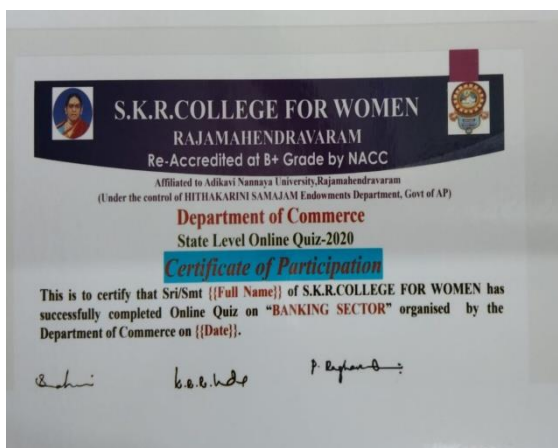 S.K.R.COLLEGE FOR WOMEN
RAJAMAHENDRAVARAM
Re-Accredited at B+ Grade by NACC
Affiliated to Adikavi Nannaya University,Rajamahendravaram
(Under the control of HITHAKARINI SAMAJAM Endowments Department, Govt of AP)
Department of Commerce
State Level Online Quiz-2020
Certificate of Participation
This is to certify that Sri/Smt {{Full Name}} of S.K.R.COLLEGE FOR WOMEN has
successfully completed Online Quiz on “BANKING SECTOR” organised by the
Department of Commerce on {{Date}}.